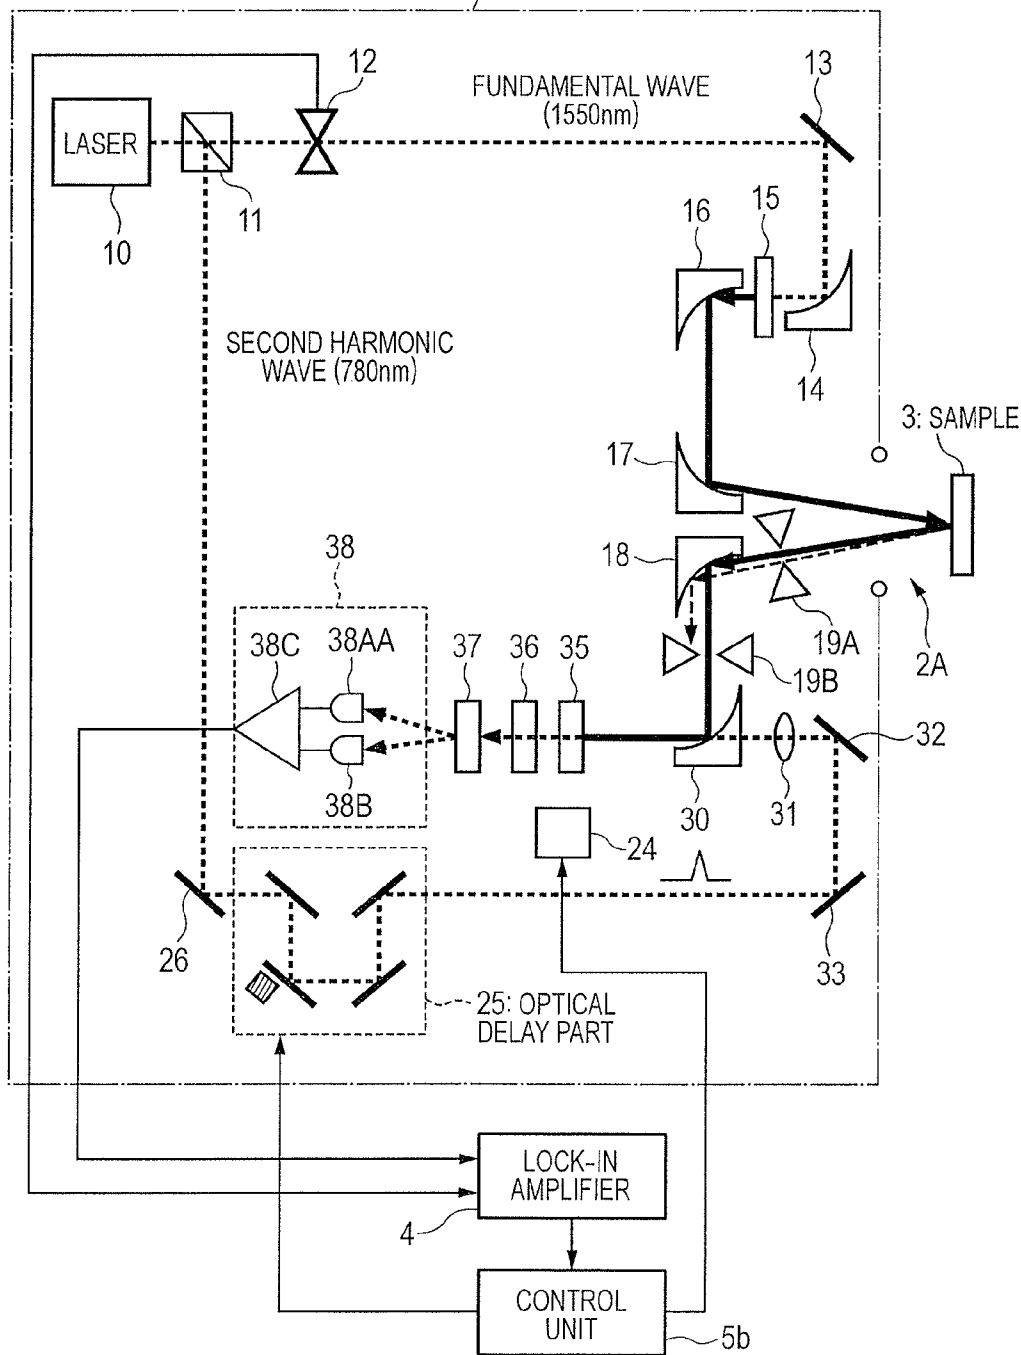 12
FUNDAMENTAL WAVE
(1550nm)
13
LASER
11
10
16
15
SECOND HARMONIC
WAVE (780nm)
14
3: SAMPLE
17
18
38
19A
2A
38C
38AA
37
36
35
19B
32
38B
30
31
24
26
33
25: OPTICAL
DELAY PART
LOCK-IN
AMPLIFIER
4
CONTROL
UNIT
5b